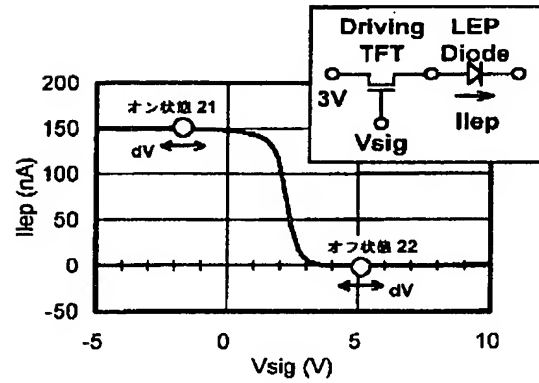 Driving LEP
TFT Diode
3V
Vsig
Ilep
200
150
100
50
0
-50
Ilep (nA)
オン状態 21
dV
オフ状態 22
dV
-5 0 5 10
Vsig (V)